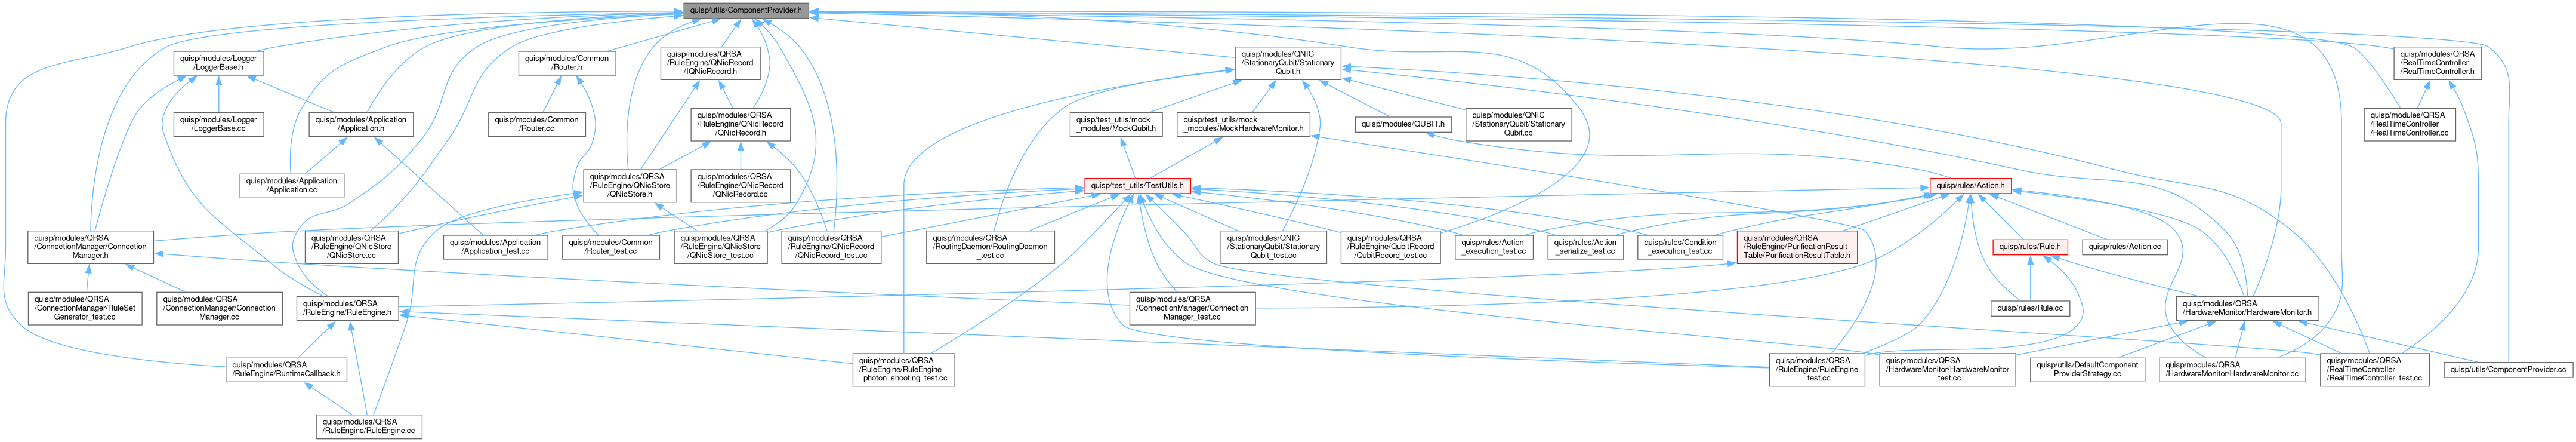 quisp/utils/ComponentProvider.h
quisp/modules/Logger
/LoggerBase.h
quisp/modules/Common
/Router.h
quisp/modules/QRSA
/RuleEngine/QNicRecord
/IQNicRecord.h
quisp/modules/QNIC
/StationaryQubit/Stationary
Qubit.h
quisp/modules/QRSA
/RealTimeController
/RealTimeController.h
quisp/modules/Logger
/LoggerBase.cc
quisp/modules/Application
/Application.h
quisp/modules/Common
/Router.cc
quisp/modules/QRSA
/RuleEngine/QNicRecord
/QNicRecord.h
quisp/test_utils/mock
_modules/MockQubit.h
quisp/test_utils/mock
_modules/MockHardwareMonitor.h
quisp/modules/QUBIT.h
quisp/modules/QNIC
/StationaryQubit/Stationary
Qubit.cc
quisp/modules/QRSA
/RealTimeController
/RealTimeController.cc
quisp/modules/Application
/Application.cc
quisp/modules/QRSA
/RuleEngine/QNicStore
/QNicStore.h
quisp/modules/QRSA
/RuleEngine/QNicRecord
/QNicRecord.cc
quisp/test_utils/TestUtils.h
quisp/rules/Action.h
quisp/modules/QRSA
/ConnectionManager/Connection
Manager.h
quisp/modules/QRSA
/RuleEngine/QNicStore
/QNicStore.cc
quisp/modules/Application
/Application_test.cc
quisp/modules/Common
/Router_test.cc
quisp/modules/QRSA
/RuleEngine/QNicStore
/QNicStore_test.cc
quisp/modules/QRSA
/RuleEngine/QNicRecord
/QNicRecord_test.cc
quisp/modules/QRSA
/RoutingDaemon/RoutingDaemon
_test.cc
quisp/modules/QNIC
/StationaryQubit/Stationary
Qubit_test.cc
quisp/modules/QRSA
/RuleEngine/QubitRecord
/QubitRecord_test.cc
quisp/rules/Action
_execution_test.cc
quisp/rules/Action
_serialize_test.cc
quisp/rules/Condition
_execution_test.cc
quisp/modules/QRSA
/RuleEngine/PurificationResult
Table/PurificationResultTable.h
quisp/rules/Rule.h
quisp/rules/Action.cc
quisp/modules/QRSA
/ConnectionManager/RuleSet
Generator_test.cc
quisp/modules/QRSA
/ConnectionManager/Connection
Manager.cc
quisp/modules/QRSA
/RuleEngine/RuleEngine.h
quisp/modules/QRSA
/ConnectionManager/Connection
Manager_test.cc
quisp/rules/Rule.cc
quisp/modules/QRSA
/HardwareMonitor/HardwareMonitor.h
quisp/modules/QRSA
/RuleEngine/RuntimeCallback.h
quisp/modules/QRSA
/RuleEngine/RuleEngine
_photon_shooting_test.cc
quisp/modules/QRSA
/RuleEngine/RuleEngine
_test.cc
quisp/modules/QRSA
/HardwareMonitor/HardwareMonitor
_test.cc
quisp/utils/DefaultComponent
ProviderStrategy.cc
quisp/modules/QRSA
/HardwareMonitor/HardwareMonitor.cc
quisp/modules/QRSA
/RealTimeController
/RealTimeController_test.cc
quisp/utils/ComponentProvider.cc
quisp/modules/QRSA
/RuleEngine/RuleEngine.cc